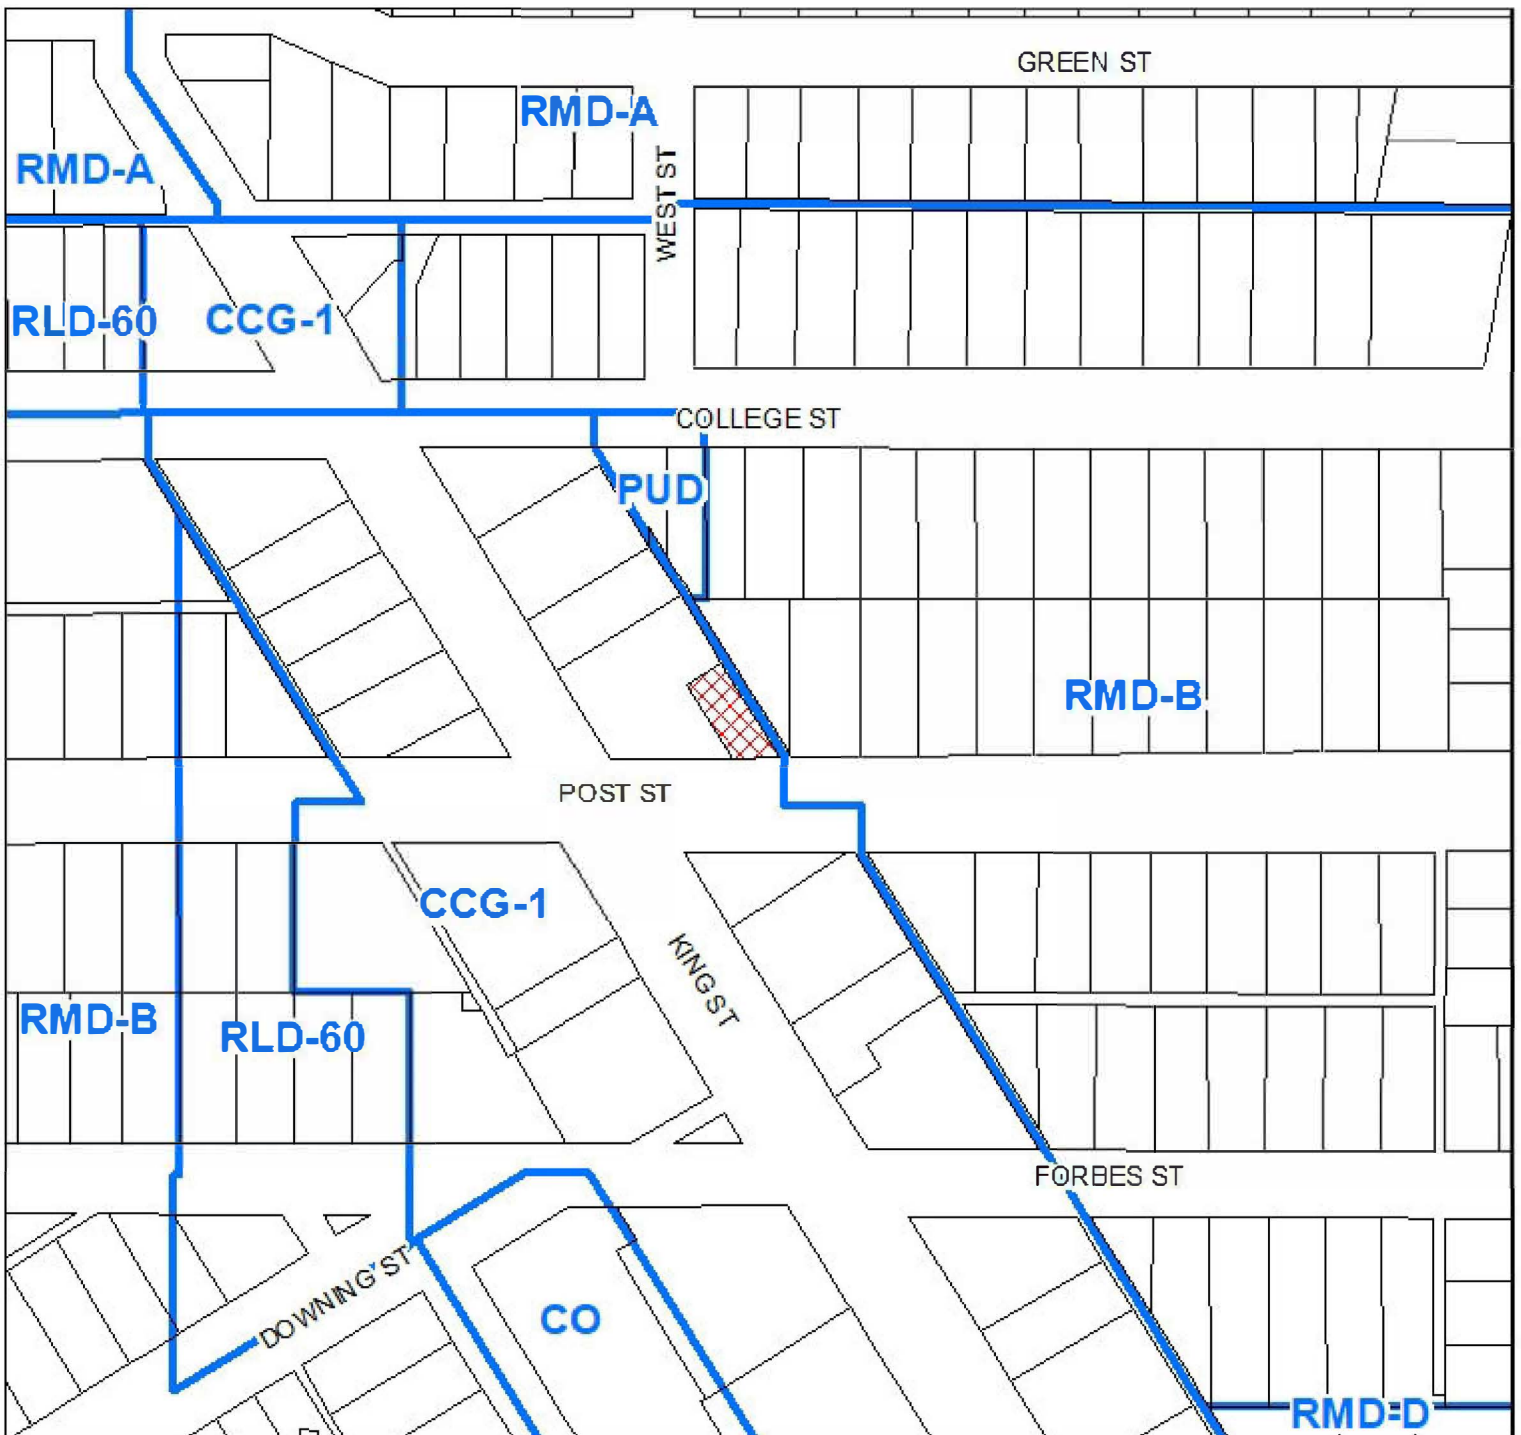 GREEN ST
RMD-A
RMD-A
WEST ST
RLD-60
CCG-1
COLLEGE ST
PUD
RMD-B
POST ST
CCG-1
KING ST
RMD-B
RLD-60
FORBES ST
DOWNING ST
CO
RMD-D